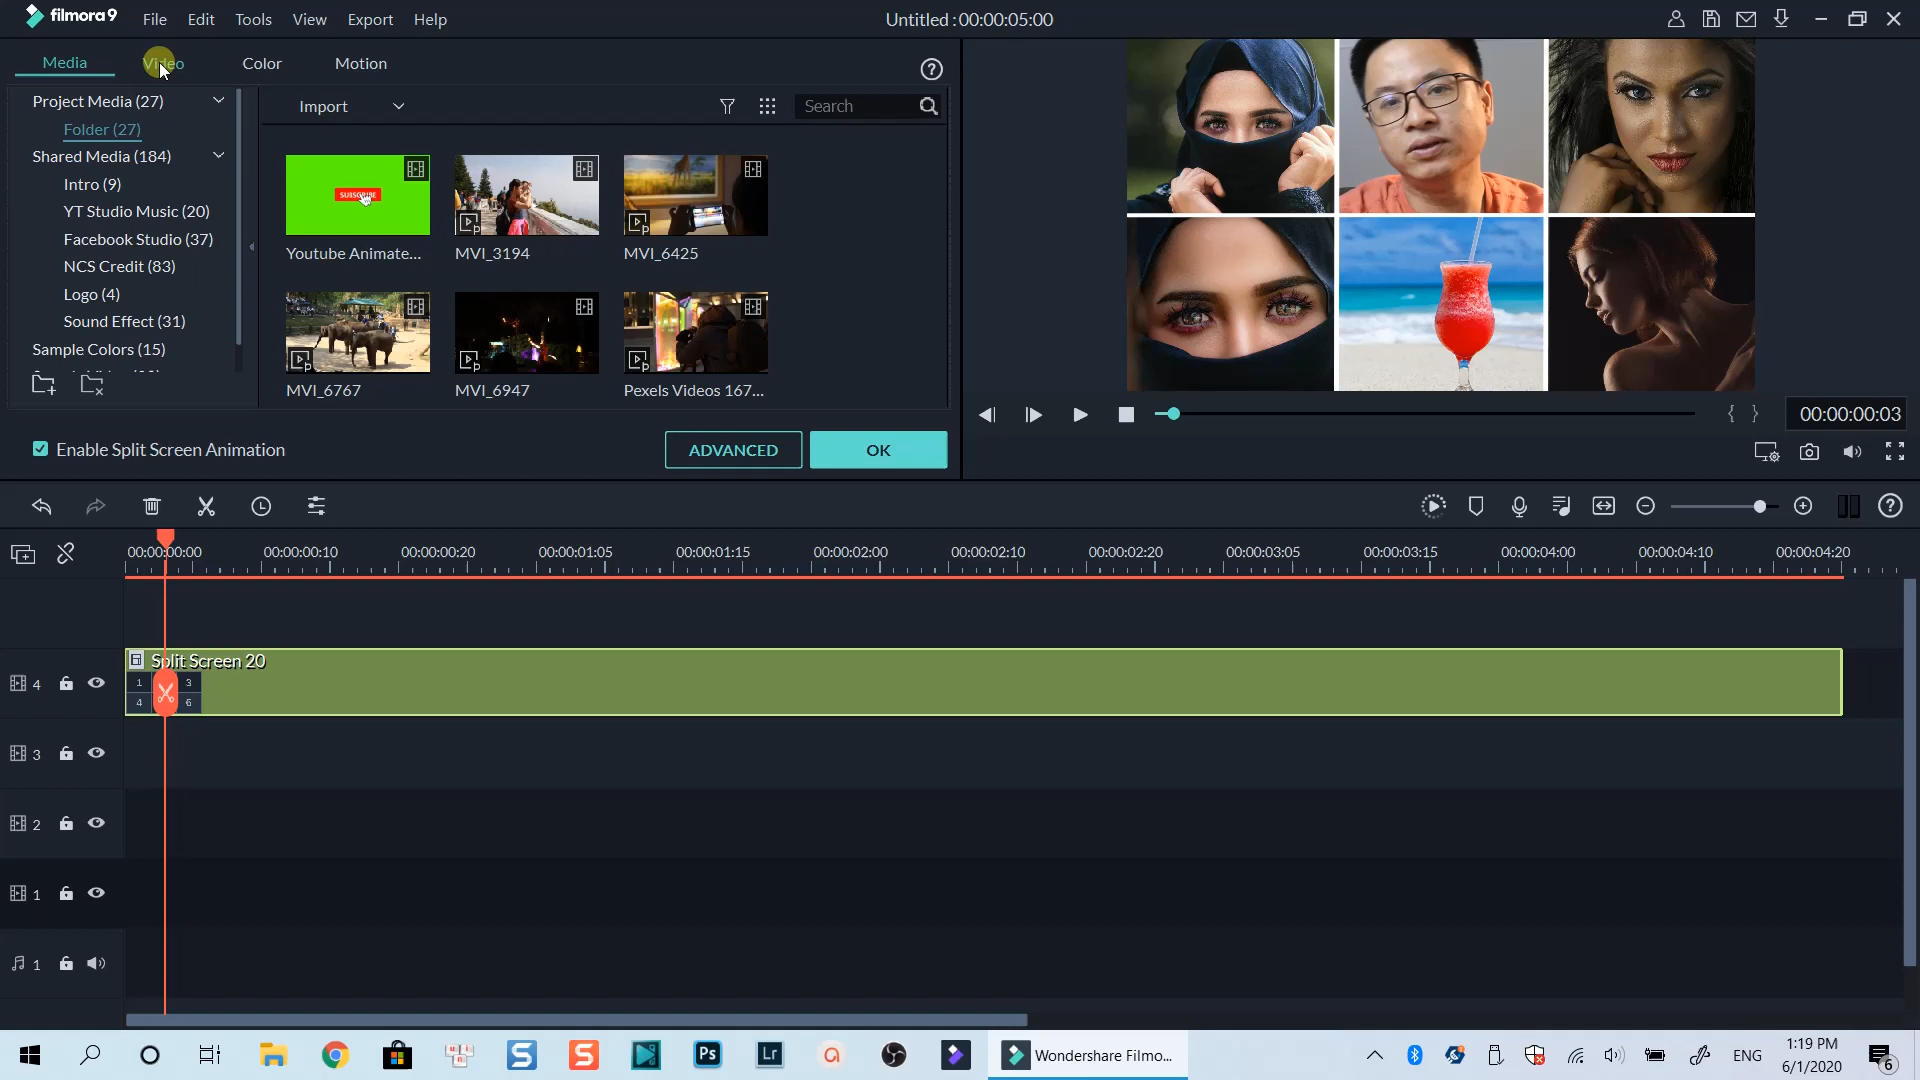 filmora9 File Edit Tools View Export Help Untitled : 00:00:05:00
Media Video Color Motion
Project Media (27)
Folder (27)
Shared Media (184)
Intro (9)
YT Studio Music (20)
Facebook Studio (37)
NCS Credit (83)
Logo (4)
Sound Effect (31)
Sample Colors (15)
Import Search
SUBSCRIBE
Youtube Animate... MVI_3194 MVI_6425
MVI_6767 MVI_6947 Pexels Videos 167...
Enable Split Screen Animation ADVANCED OK
{ } 00:00:00:03
00:00:00:00 00:00:00:10 00:00:00:20 00:00:01:05 00:00:01:15 00:00:02:00 00:00:02:10 00:00:02:20 00:00:03:05 00:00:03:15 00:00:04:00 00:00:04:10 00:00:04:20
Split Screen 20
1 3
4 6
4
3
2
1
1
Ps Lr Wondershare Filmo... ENG 1:19 PM
6/1/2020 6